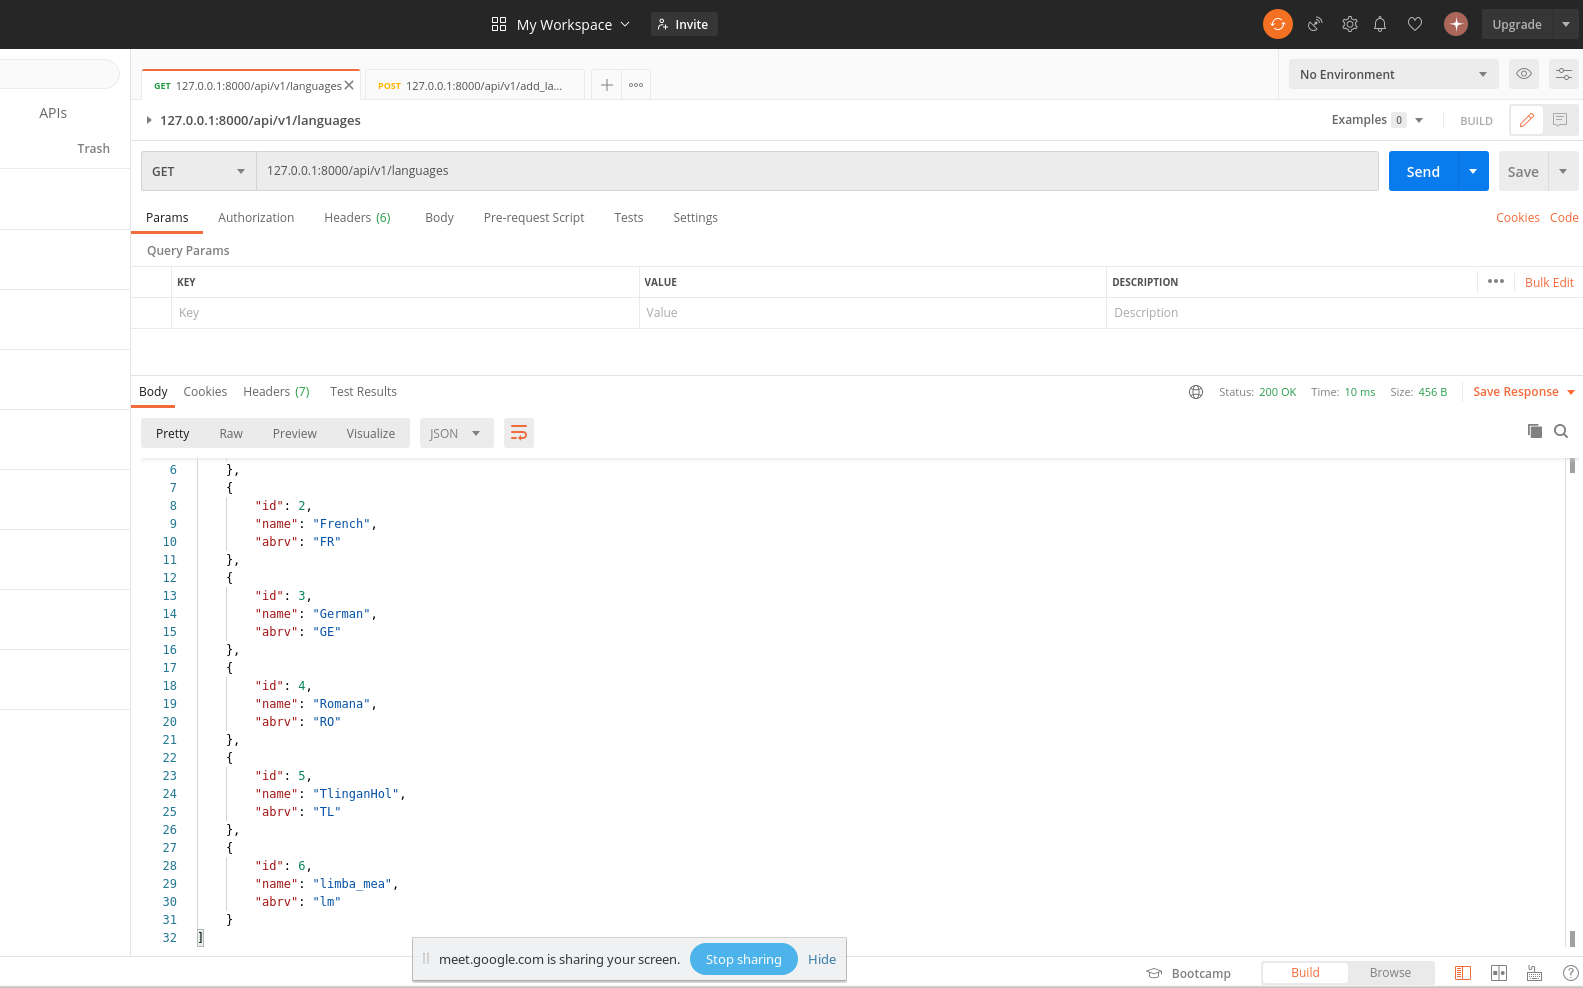 My Workspace Invite Upgrade
GET 127.0.0.1:8000/api/v1/languages POST 127.0.0.1:8000/api/v1/add_la... No Environment
APIs
127.0.0.1:8000/api/v1/languages Examples 0 BUILD
Trash
GET 127.0.0.1:8000/api/v1/languages Send Save
Params Authorization Headers (6) Body Pre-request Script Tests Settings Cookies Code
Query Params
KEY VALUE DESCRIPTION Bulk Edit
Key Value Description
Body Cookies Headers (7) Test Results Status: 200 OK Time: 10 ms Size: 456 B Save Response
Pretty Raw Preview Visualize JSON
6 },
7 {
8 "id": 2,
9 "name": "French",
10 "abrv": "FR"
11 },
12 {
13 "id": 3,
14 "name": "German",
15 "abrv": "GE"
16 },
17 {
18 "id": 4,
19 "name": "Romana",
20 "abrv": "RO"
21 },
22 {
23 "id": 5,
24 "name": "TlinganHol",
25 "abrv": "TL"
26 },
27 {
28 "id": 6,
29 "name": "limba_mea",
30 "abrv": "lm"
31 }
32 ]
meet.google.com is sharing your screen. Stop sharing Hide
Bootcamp Build Browse